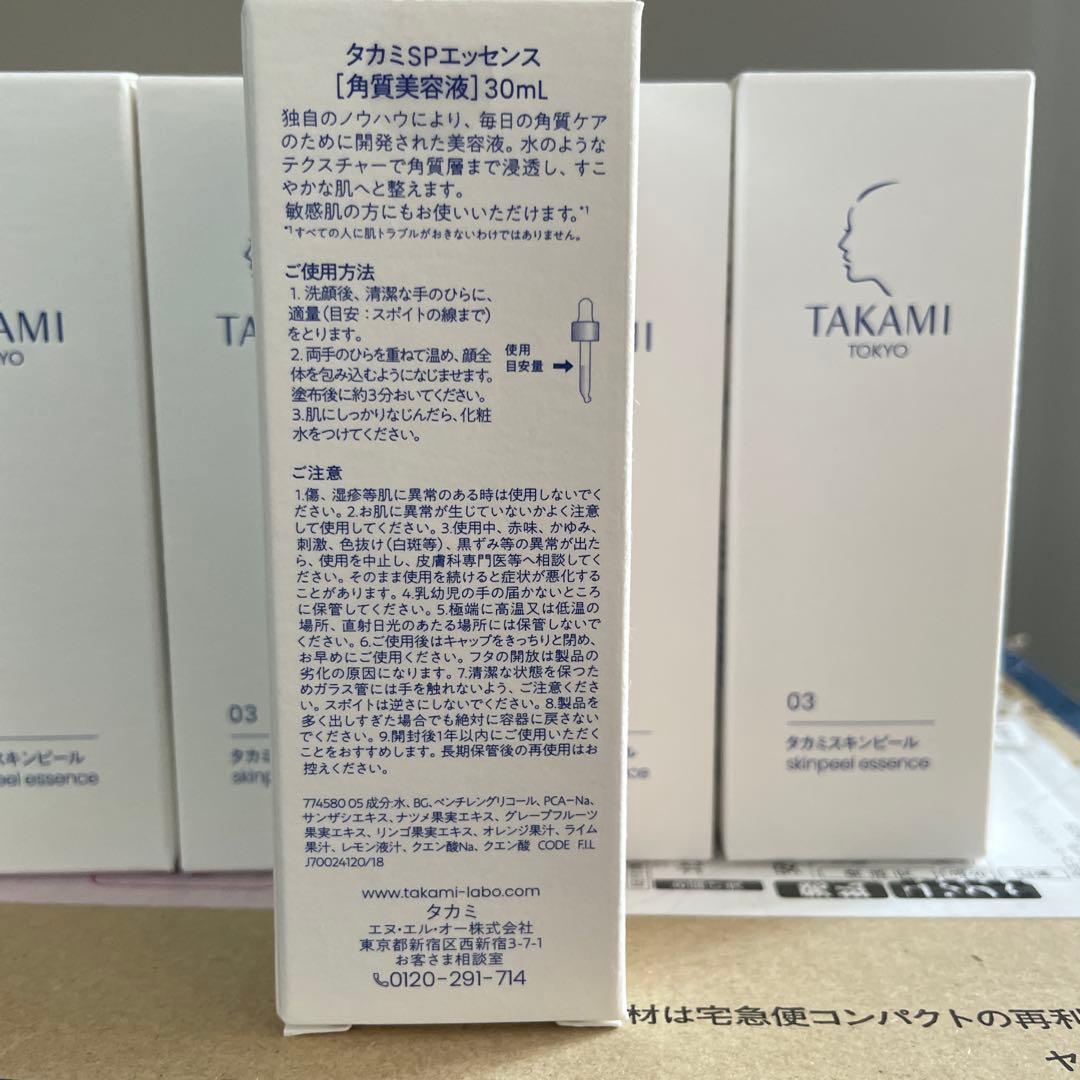 タカミSPエッセンス
[角質美容液] 30mL
独自のノウハウにより、毎日の角質ケア
のために開発された美容液。水のような
テクスチャーで角質層まで浸透し、すこ
やかな肌へと整えます。
敏感肌の方にもお使いいただけます。*1
*1すべての人に肌トラブルがおきないわけではありません。
ご使用方法
1. 洗顔後、清潔な手のひらに、
適量(目安:スポイトの線まで)
をとります。
2. 両手のひらを重ねて温め、顔全
体を包み込むようになじませます。
塗布後に約3分おいてください。
3.肌にしっかりなじんだら、化粧
水をつけてください。
使用
目安量
ご注意
1.傷、湿疹等肌に異常のある時は使用しないでく
ださい。2.お肌に異常が生じていないかよく注意
して使用してください。3.使用中、赤味、かゆみ、
刺激、色抜け(白斑等)、黒ずみ等の異常が出た
ら、使用を中止し、皮膚科専門医等へ相談してく
ださい。そのまま使用を続けると症状が悪化する
ことがあります。4.乳幼児の手の届かないところ
に保管してください。5.極端に高温又は低温の
場所、直射日光のあたる場所には保管しないで
ください。6.ご使用後はキャップをきっちりと閉め、
お早めにご使用ください。フタの開放は製品の
劣化の原因になります。7.清潔な状態を保つた
めガラス管には手を触れないよう、ご注意くださ
い。スポイトは逆さにしないでください。8.製品を
多く出しすぎた場合でも絶対に容器に戻さない
でください。9.開封後1年以内にご使用いただく
ことをおすすめします。長期保管後の再使用はお
控えください。
774580 05 成分:水、BG、ペンチレングリコール、PCA-Na、
サンザシエキス、ナツメ果実エキス、グレープフルーツ
果実エキス、リンゴ果実エキス、オレンジ果汁、ライム
果汁、レモン液汁、クエン酸Na、クエン酸 CODE F.I.L
J70024120/18
www.takami-labo.com
タカミ
エヌ・エル・オー株式会社
東京都新宿区西新宿3-7-1
お客さま相談室
0120-291-714
AMI
YO
スキンピール
peel essence
TA
03
タカミス
skinpe
TAKAMI
TOKYO
03
タカミスキンピール
skinpeel essence
材は宅急便コンパクトの再利
ヤ